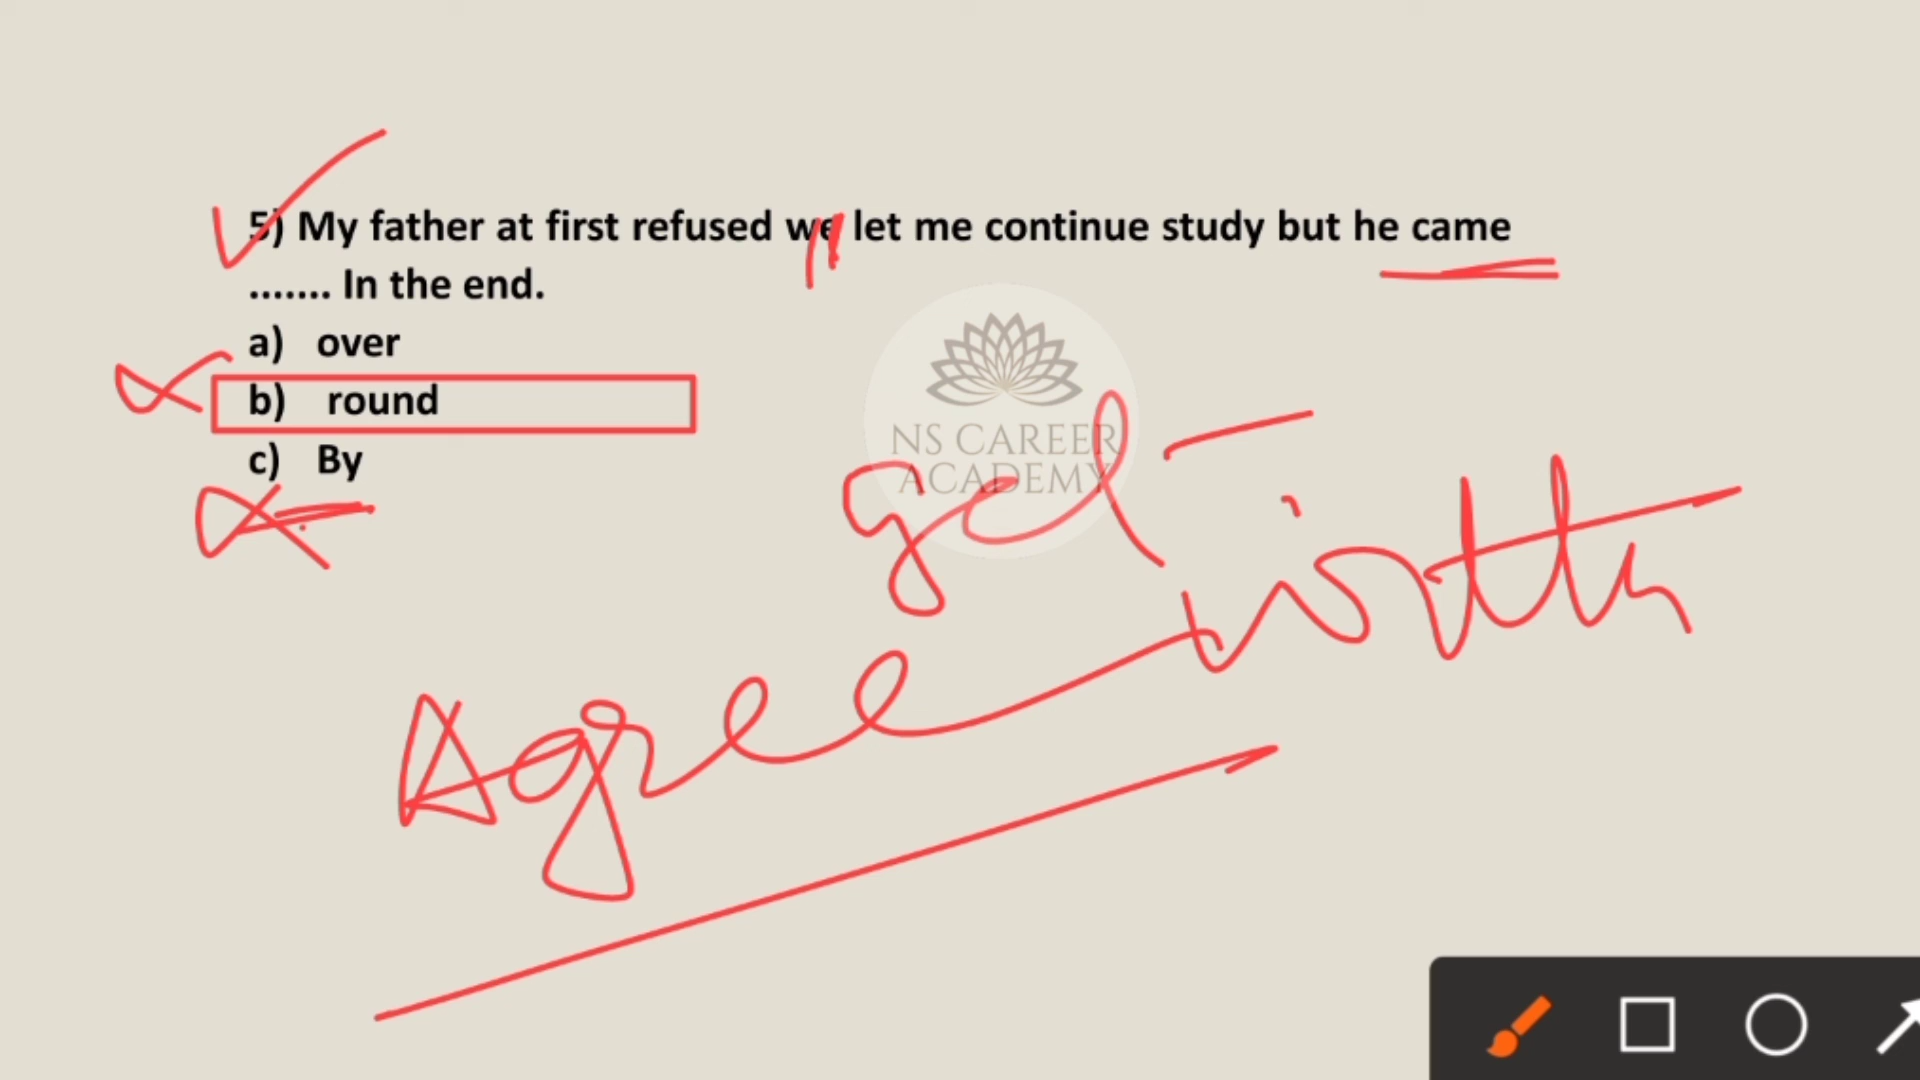 5) My father at first refused we let me continue study but he came
....... In the end.
a) over
b) round
c) By
NS CAREER
ACADEMY
Agree with